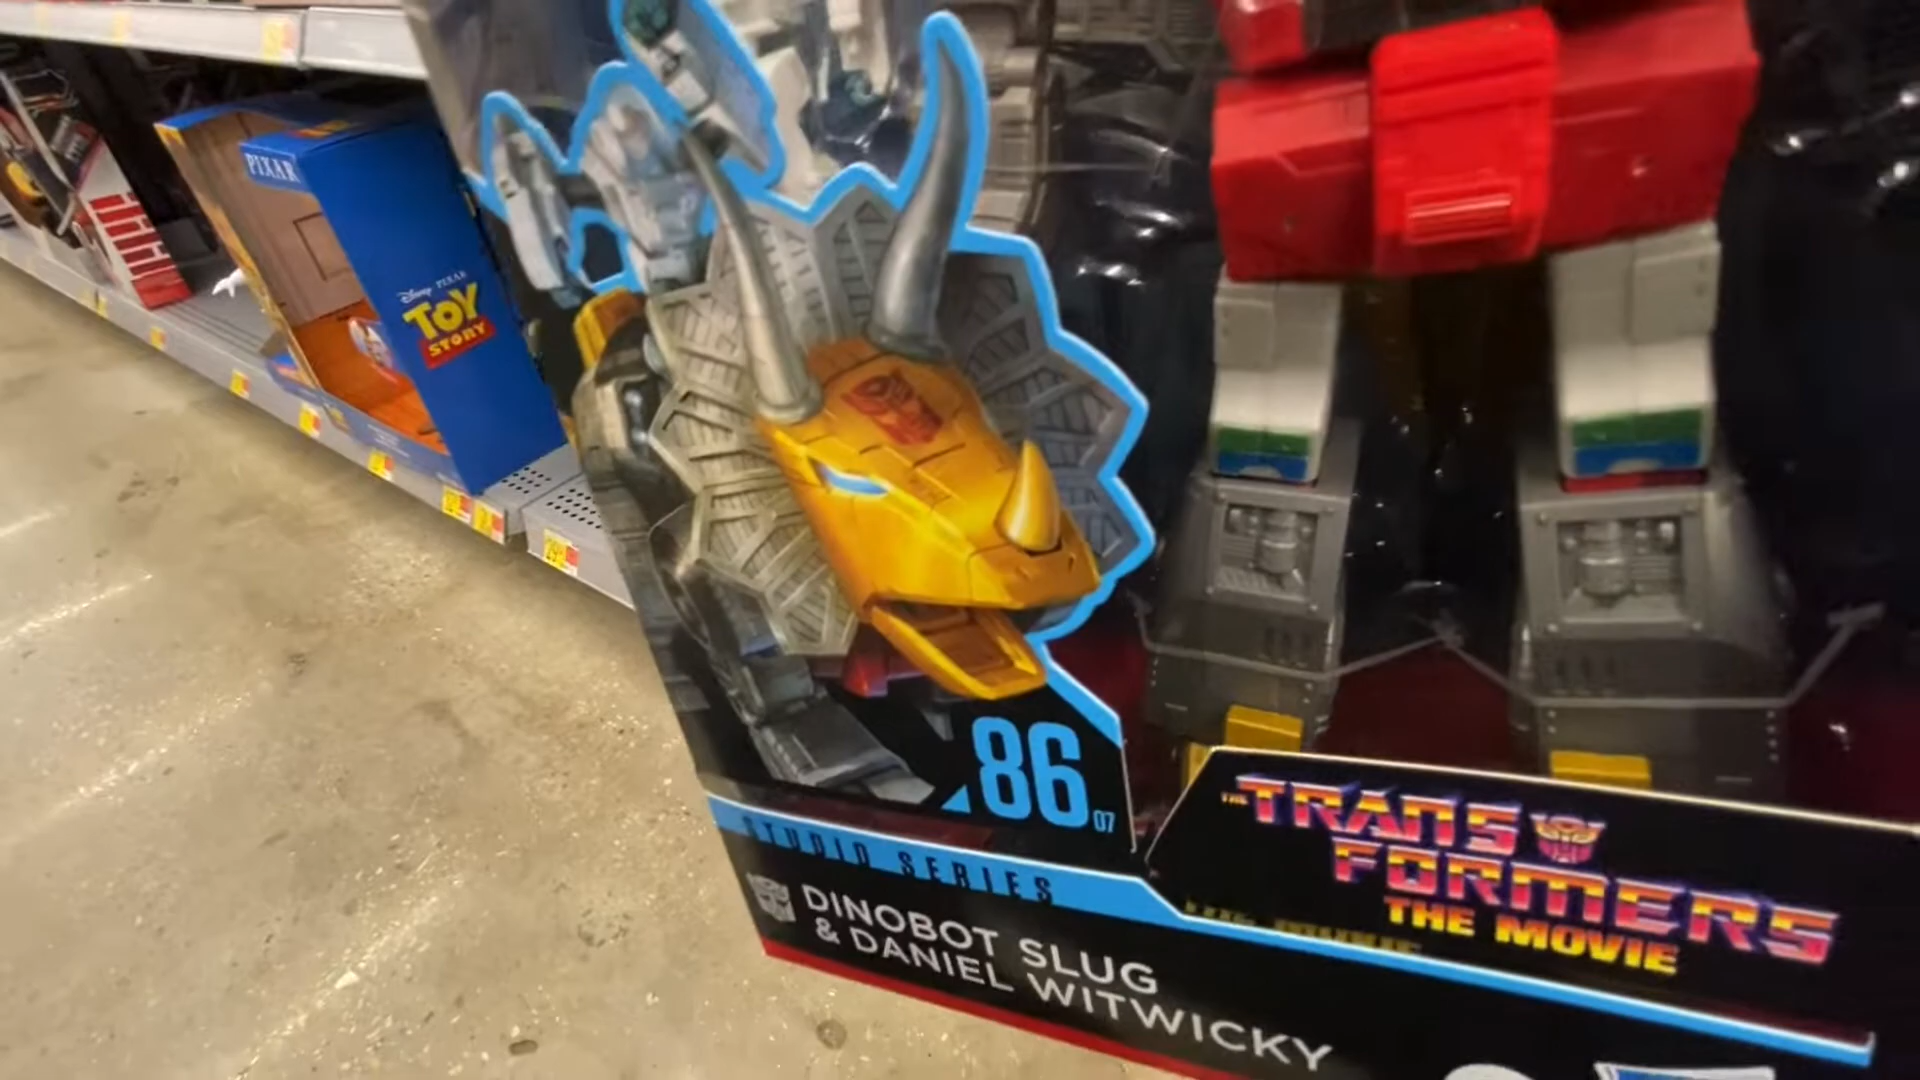 PIXAR
Disney PIXAR
TOY
STORY
86
07
STUDIO SERIES
DINOBOT SLUG
& DANIEL WITWICKY
THE TRANS
FORMERS
THE MOVIE